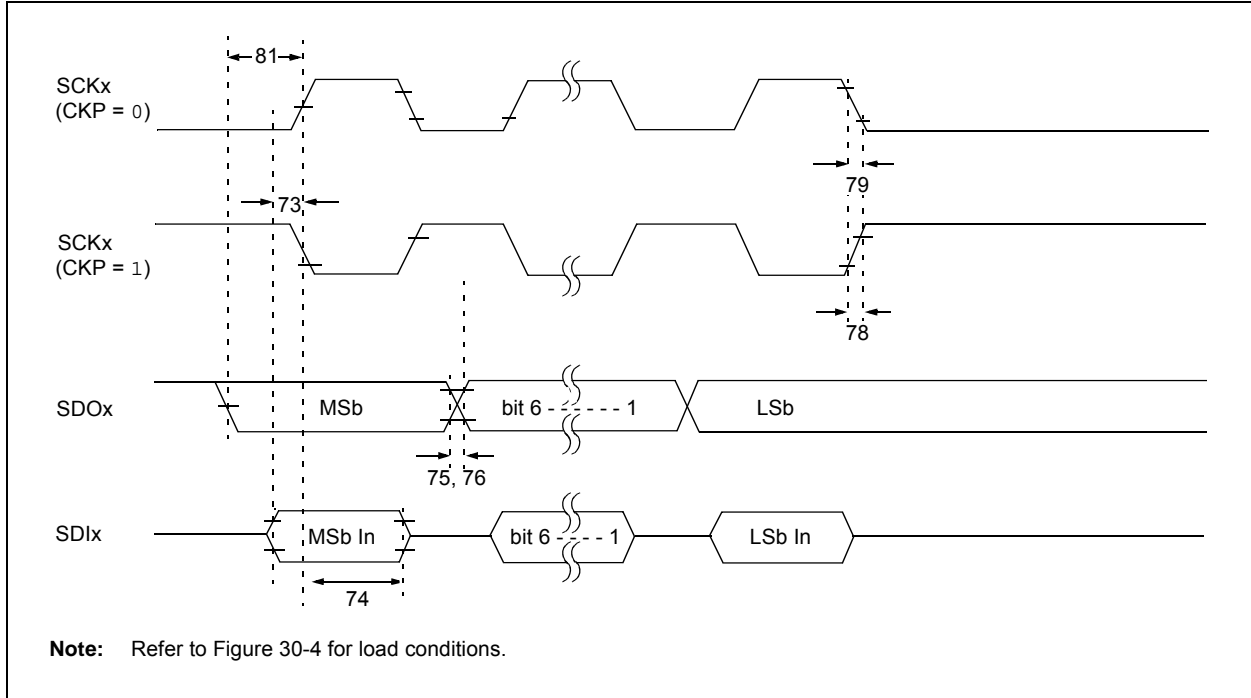 81
SCKx
(CKP = 0)
79
73
SCKx
(CKP = 1)
78
SDOx
MSb
bit 6 - - - - - - 1
LSb
75, 76
SDIx
MSb In
bit 6 - - - - 1
LSb In
74
Note: Refer to Figure 30-4 for load conditions.